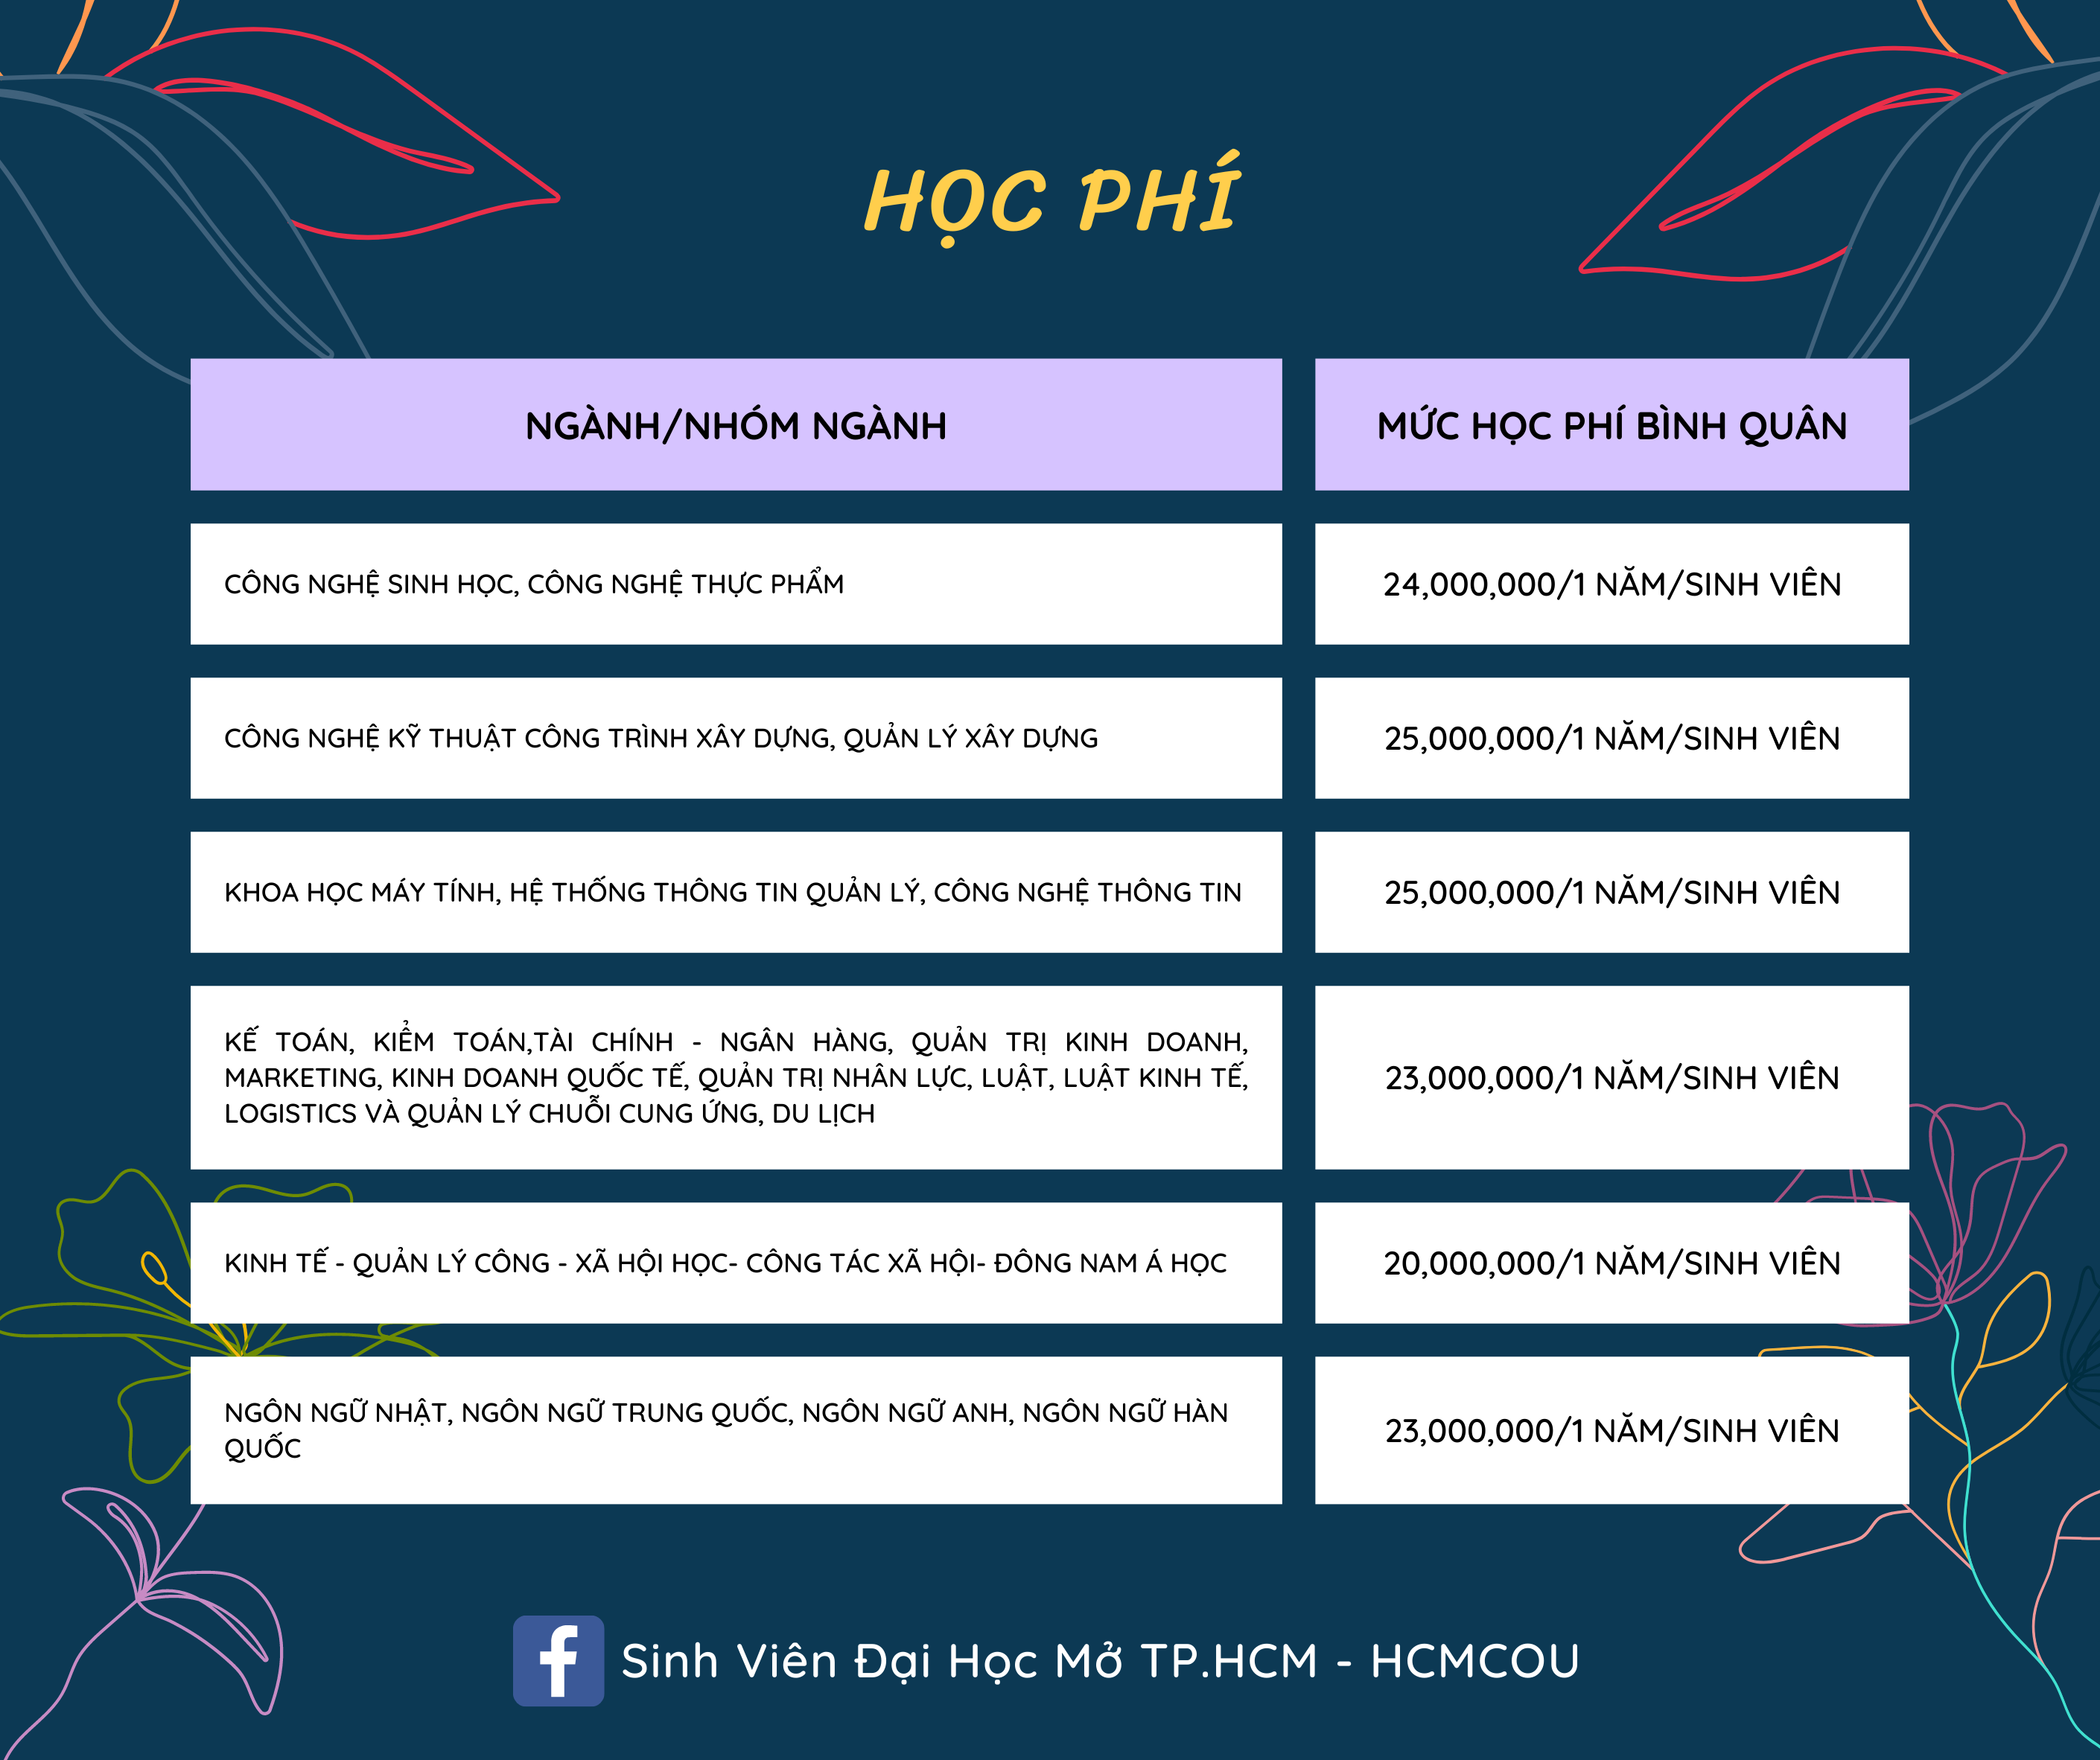 HỌC PHÍ
NGÀNH/NHÓM NGÀNH
MỨC HỌC PHÍ BÌNH QUÂN
CÔNG NGHỆ SINH HỌC, CÔNG NGHỆ THỰC PHẨM
24,000,000/1 NĂM/SINH VIÊN
CÔNG NGHỆ KỸ THUẬT CÔNG TRÌNH XÂY DỰNG, QUẢN LÝ XÂY DỰNG
25,000,000/1 NĂM/SINH VIÊN
KHOA HỌC MÁY TÍNH, HỆ THỐNG THÔNG TIN QUẢN LÝ, CÔNG NGHỆ THÔNG TIN
25,000,000/1 NĂM/SINH VIÊN
KẾ TOÁN, KIỂM TOÁN,TÀI CHÍNH - NGÂN HÀNG, QUẢN TRỊ KINH DOANH,
MARKETING, KINH DOANH QUỐC TẾ, QUẢN TRỊ NHÂN LỰC, LUẬT, LUẬT KINH TẾ,
LOGISTICS VÀ QUẢN LÝ CHUỖI CUNG ỨNG, DU LỊCH
23,000,000/1 NĂM/SINH VIÊN
KINH TẾ - QUẢN LÝ CÔNG - XÃ HỘI HỌC- CÔNG TÁC XÃ HỘI- ĐÔNG NAM Á HỌC
20,000,000/1 NĂM/SINH VIÊN
NGÔN NGỮ NHẬT, NGÔN NGỮ TRUNG QUỐC, NGÔN NGỮ ANH, NGÔN NGỮ HÀN
QUỐC
23,000,000/1 NĂM/SINH VIÊN
Sinh Viên Đại Học Mở TP.HCM - HCMCOU